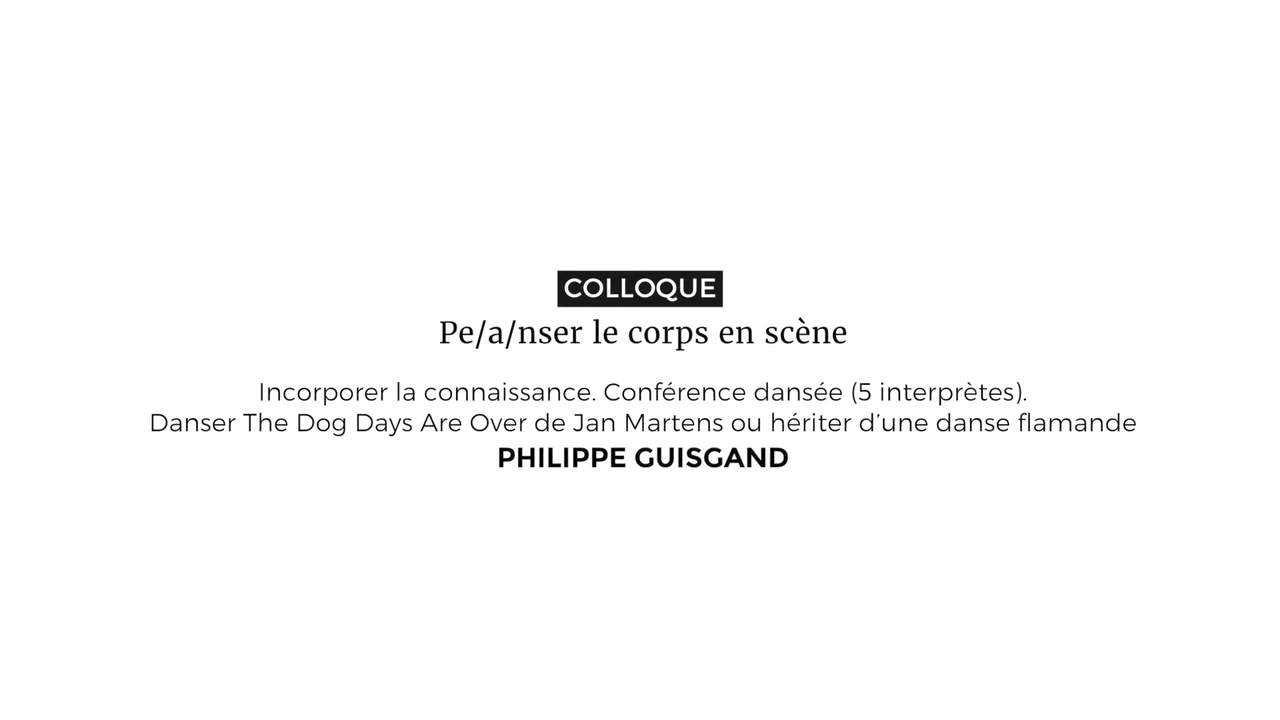 COLLOQUE
Pe/a/nser le corps en scène
Incorporer la connaissance. Conférence dansée (5 interprètes).
Danser The Dog Days Are Over de Jan Martens ou hériter d’une danse flamande
PHILIPPE GUISGAND